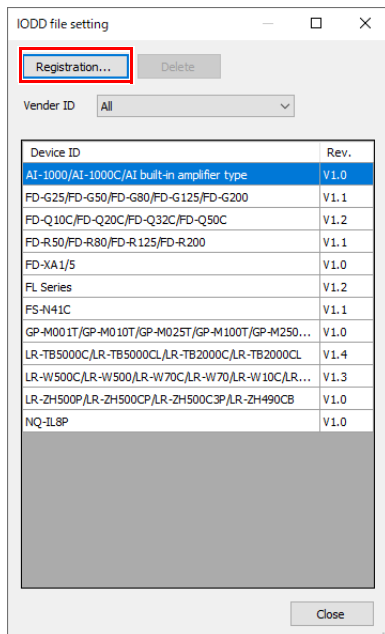 IODD file setting
Registration... Delete
Vender ID All
Device ID Rev.
AI-1000/AI-1000C/AI built-in amplifier type V1.0
FD-G25/FD-G50/FD-G80/FD-G125/FD-G200 V1.1
FD-Q10C/FD-Q20C/FD-Q32C/FD-Q50C V1.2
FD-R50/FD-R80/FD-R125/FD-R200 V1.1
FD-XA1/5 V1.0
FL Series V1.2
FS-N41C V1.1
GP-M001T/GP-M010T/GP-M025T/GP-M100T/GP-M250... V1.0
LR-TB5000C/LR-TB5000CL/LR-TB2000C/LR-TB2000CL V1.4
LR-W500C/LR-W500/LR-W70C/LR-W70/LR-W10C/LR... V1.3
LR-ZH500P/LR-ZH500CP/LR-ZH500C3P/LR-ZH490CB V1.0
NQ-IL8P V1.0
Close